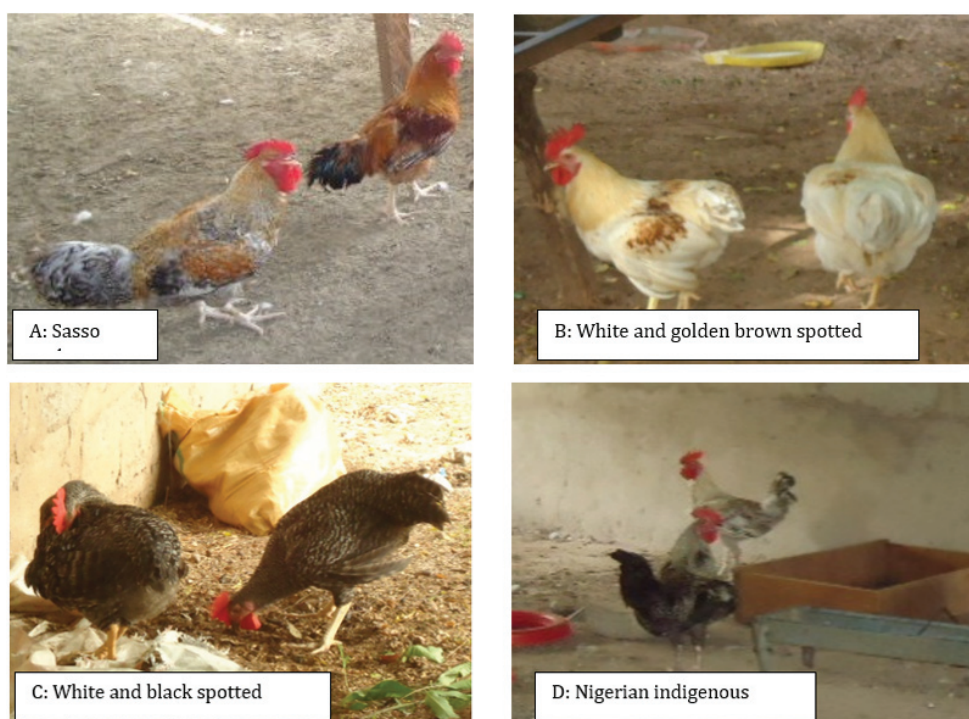 A: Sasso
B: White and golden brown spotted
C: White and black spotted
D: Nigerian indigenous